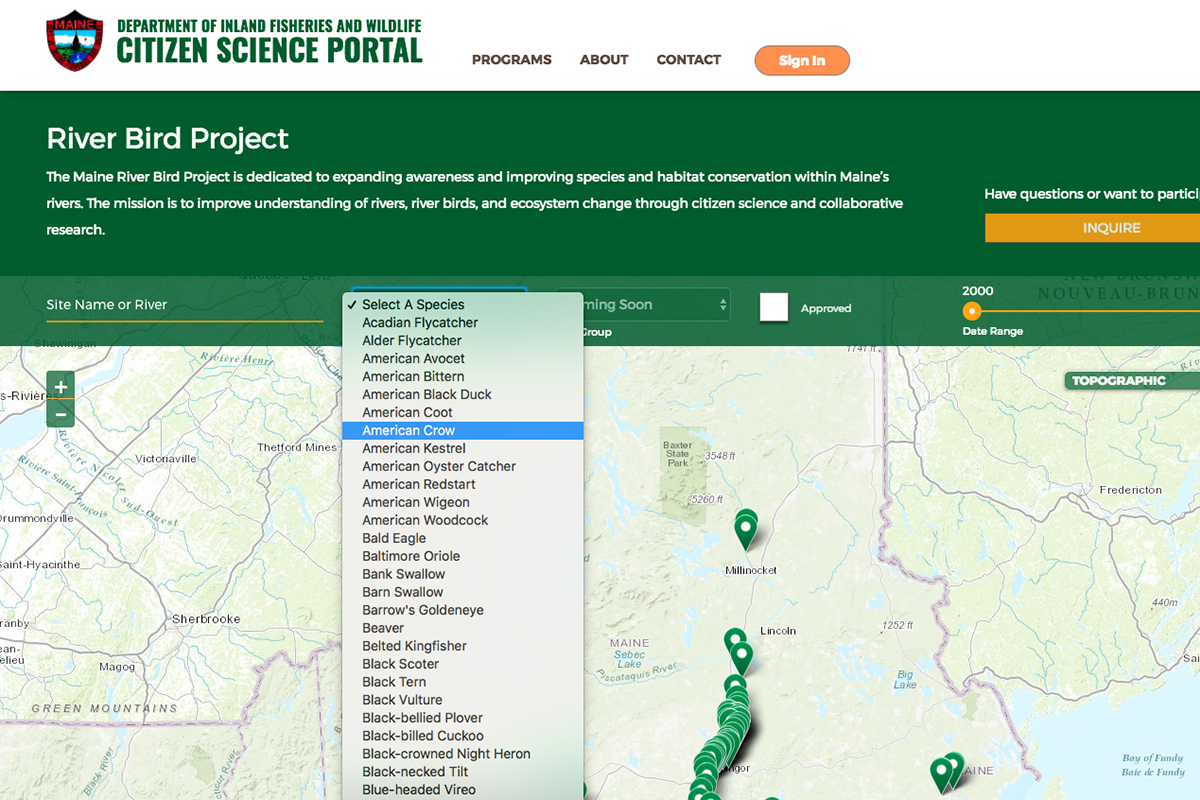 MAINE
DEPARTMENT OF INLAND FISHERIES AND WILDLIFE
CITIZEN SCIENCE PORTAL
PROGRAMS
ABOUT
CONTACT
Sign In
River Bird Project
The Maine River Bird Project is dedicated to expanding awareness and improving species and habitat conservation within Maine's
rivers. The mission is to improve understanding of rivers, river birds, and ecosystem change through citizen science and collaborative
research.
Have questions or want to partici
INQUIRE
Site Name or River
ming Soon
Group
Approved
2000
Date Range
NOUVEAU-BRUN
✓ Select A Species
Acadian Flycatcher
Alder Flycatcher
American Avocet
American Bittern
American Black Duck
American Coot
American Crow
American Kestrel
American Oyster Catcher
American Redstart
American Wigeon
American Woodcock
Bald Eagle
Baltimore Oriole
Bank Swallow
Barn Swallow
Barrow's Goldeneye
Beaver
Belted Kingfisher
Black Scoter
Black Tern
Black Vulture
Black-bellied Plover
Black-billed Cuckoo
Black-crowned Night Heron
Black-necked Tilt
Blue-headed Vireo
+
−
TOPOGRAPHIC
Shawinigan
Rivière Henri
1741 ft
s-Rivières
Thetford Mines
Victoriaville
Rivière Nicolet Sud-Ouest
Rivière Saint-François
Drummondville
Saint-Hyacinthe
ranby
Sherbrooke
Magog
GREEN MOUNTAINS
Black River
Baxter
State
Park
3548 ft
5260 ft
Millinocket
Lincoln
MAINE
Sebec
Lake
Piscataquis River
1252 ft
Big
Lake
Fredericton
440m
Sai
ngor
AINE
Bay of Fundy
Baie de Fundy